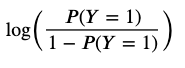 log(P(Y = 1) / 1 − P(Y = 1))